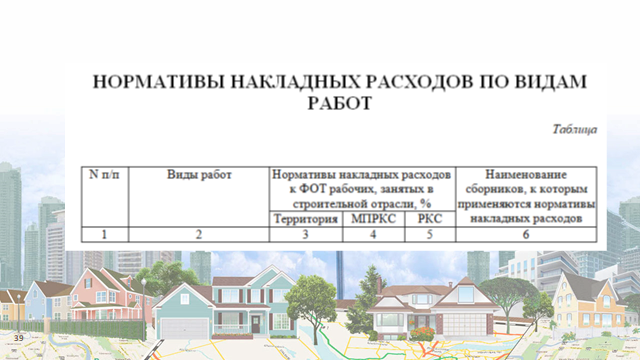 НОРМАТИВЫ НАКЛАДНЫХ РАСХОДОВ ПО ВИДАМ
РАБОТ
Таблица
N п/п
Виды работ
Нормативы накладных расходов
к ФОТ рабочих, занятых в
строительной отрасли, %
Территория МПРКС РКС
Наименование
сборников, к которым
применяются нормативы
накладных расходов
1 2 3 4 5 6
39